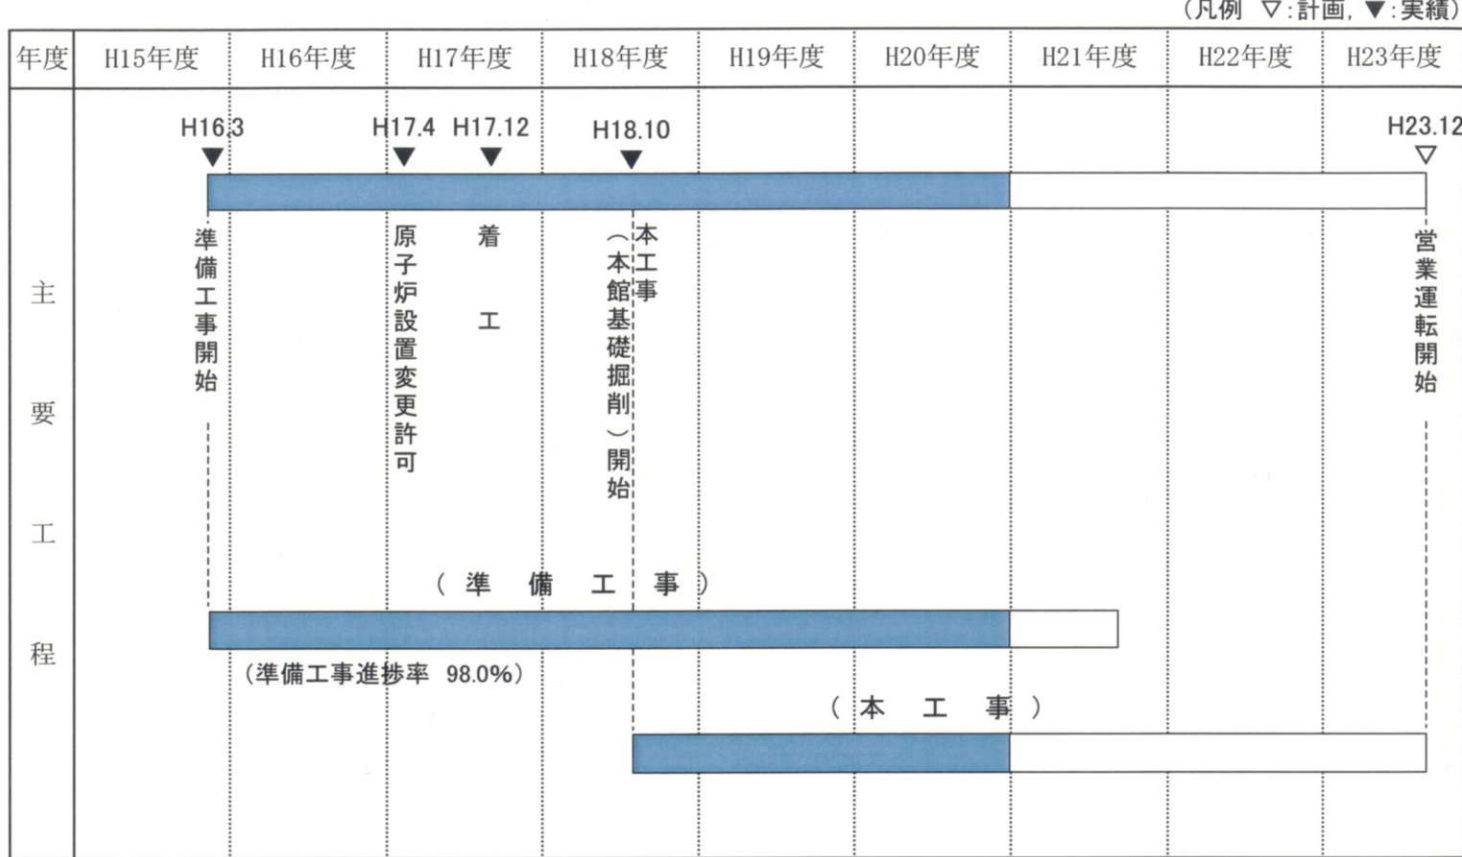 (凡例 ▽:計画, ▼:実績)
年度 H15年度 H16年度 H17年度 H18年度 H19年度 H20年度 H21年度 H22年度 H23年度
主要工程
H16.3 H17.4 H17.12 H18.10 H23.12
▼ ▼ ▼ ▼ ▽
準備工事開始
原子炉設置変更許可
着工
本工事
(本館基礎掘削)開始
営業運転開始
(準備工事)
(準備工事進捗率 98.0%)
(本工事)